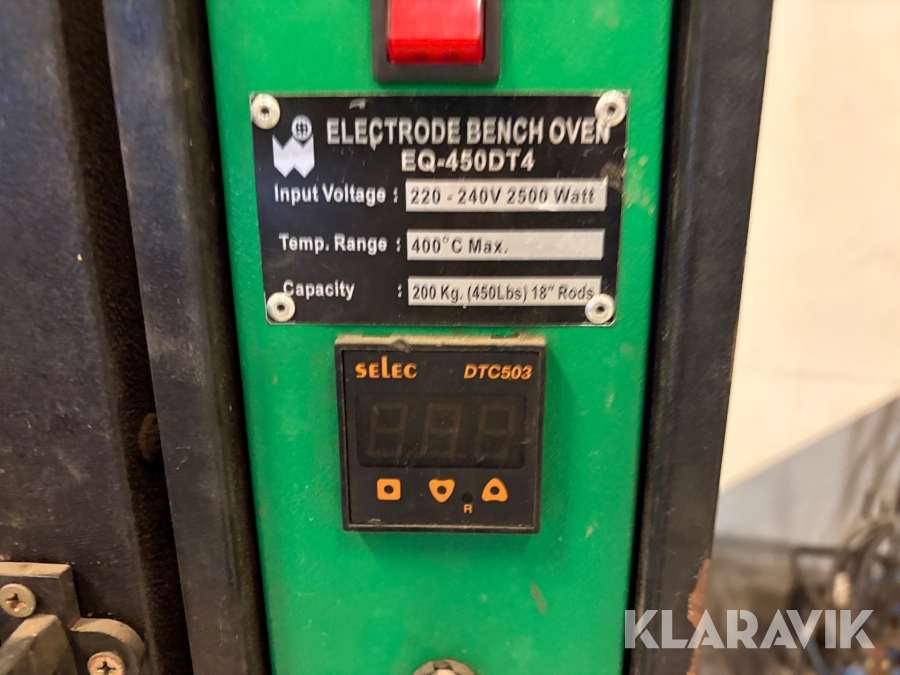 ELECTRODE BENCH OVEN
EQ-450DT4
Input Voltage : 220 - 240V 2500 Watt
Temp. Range : 400°C Max.
Capacity : 200 Kg. (450Lbs) 18" Rods
selec DTC503
R
KLARAVIK